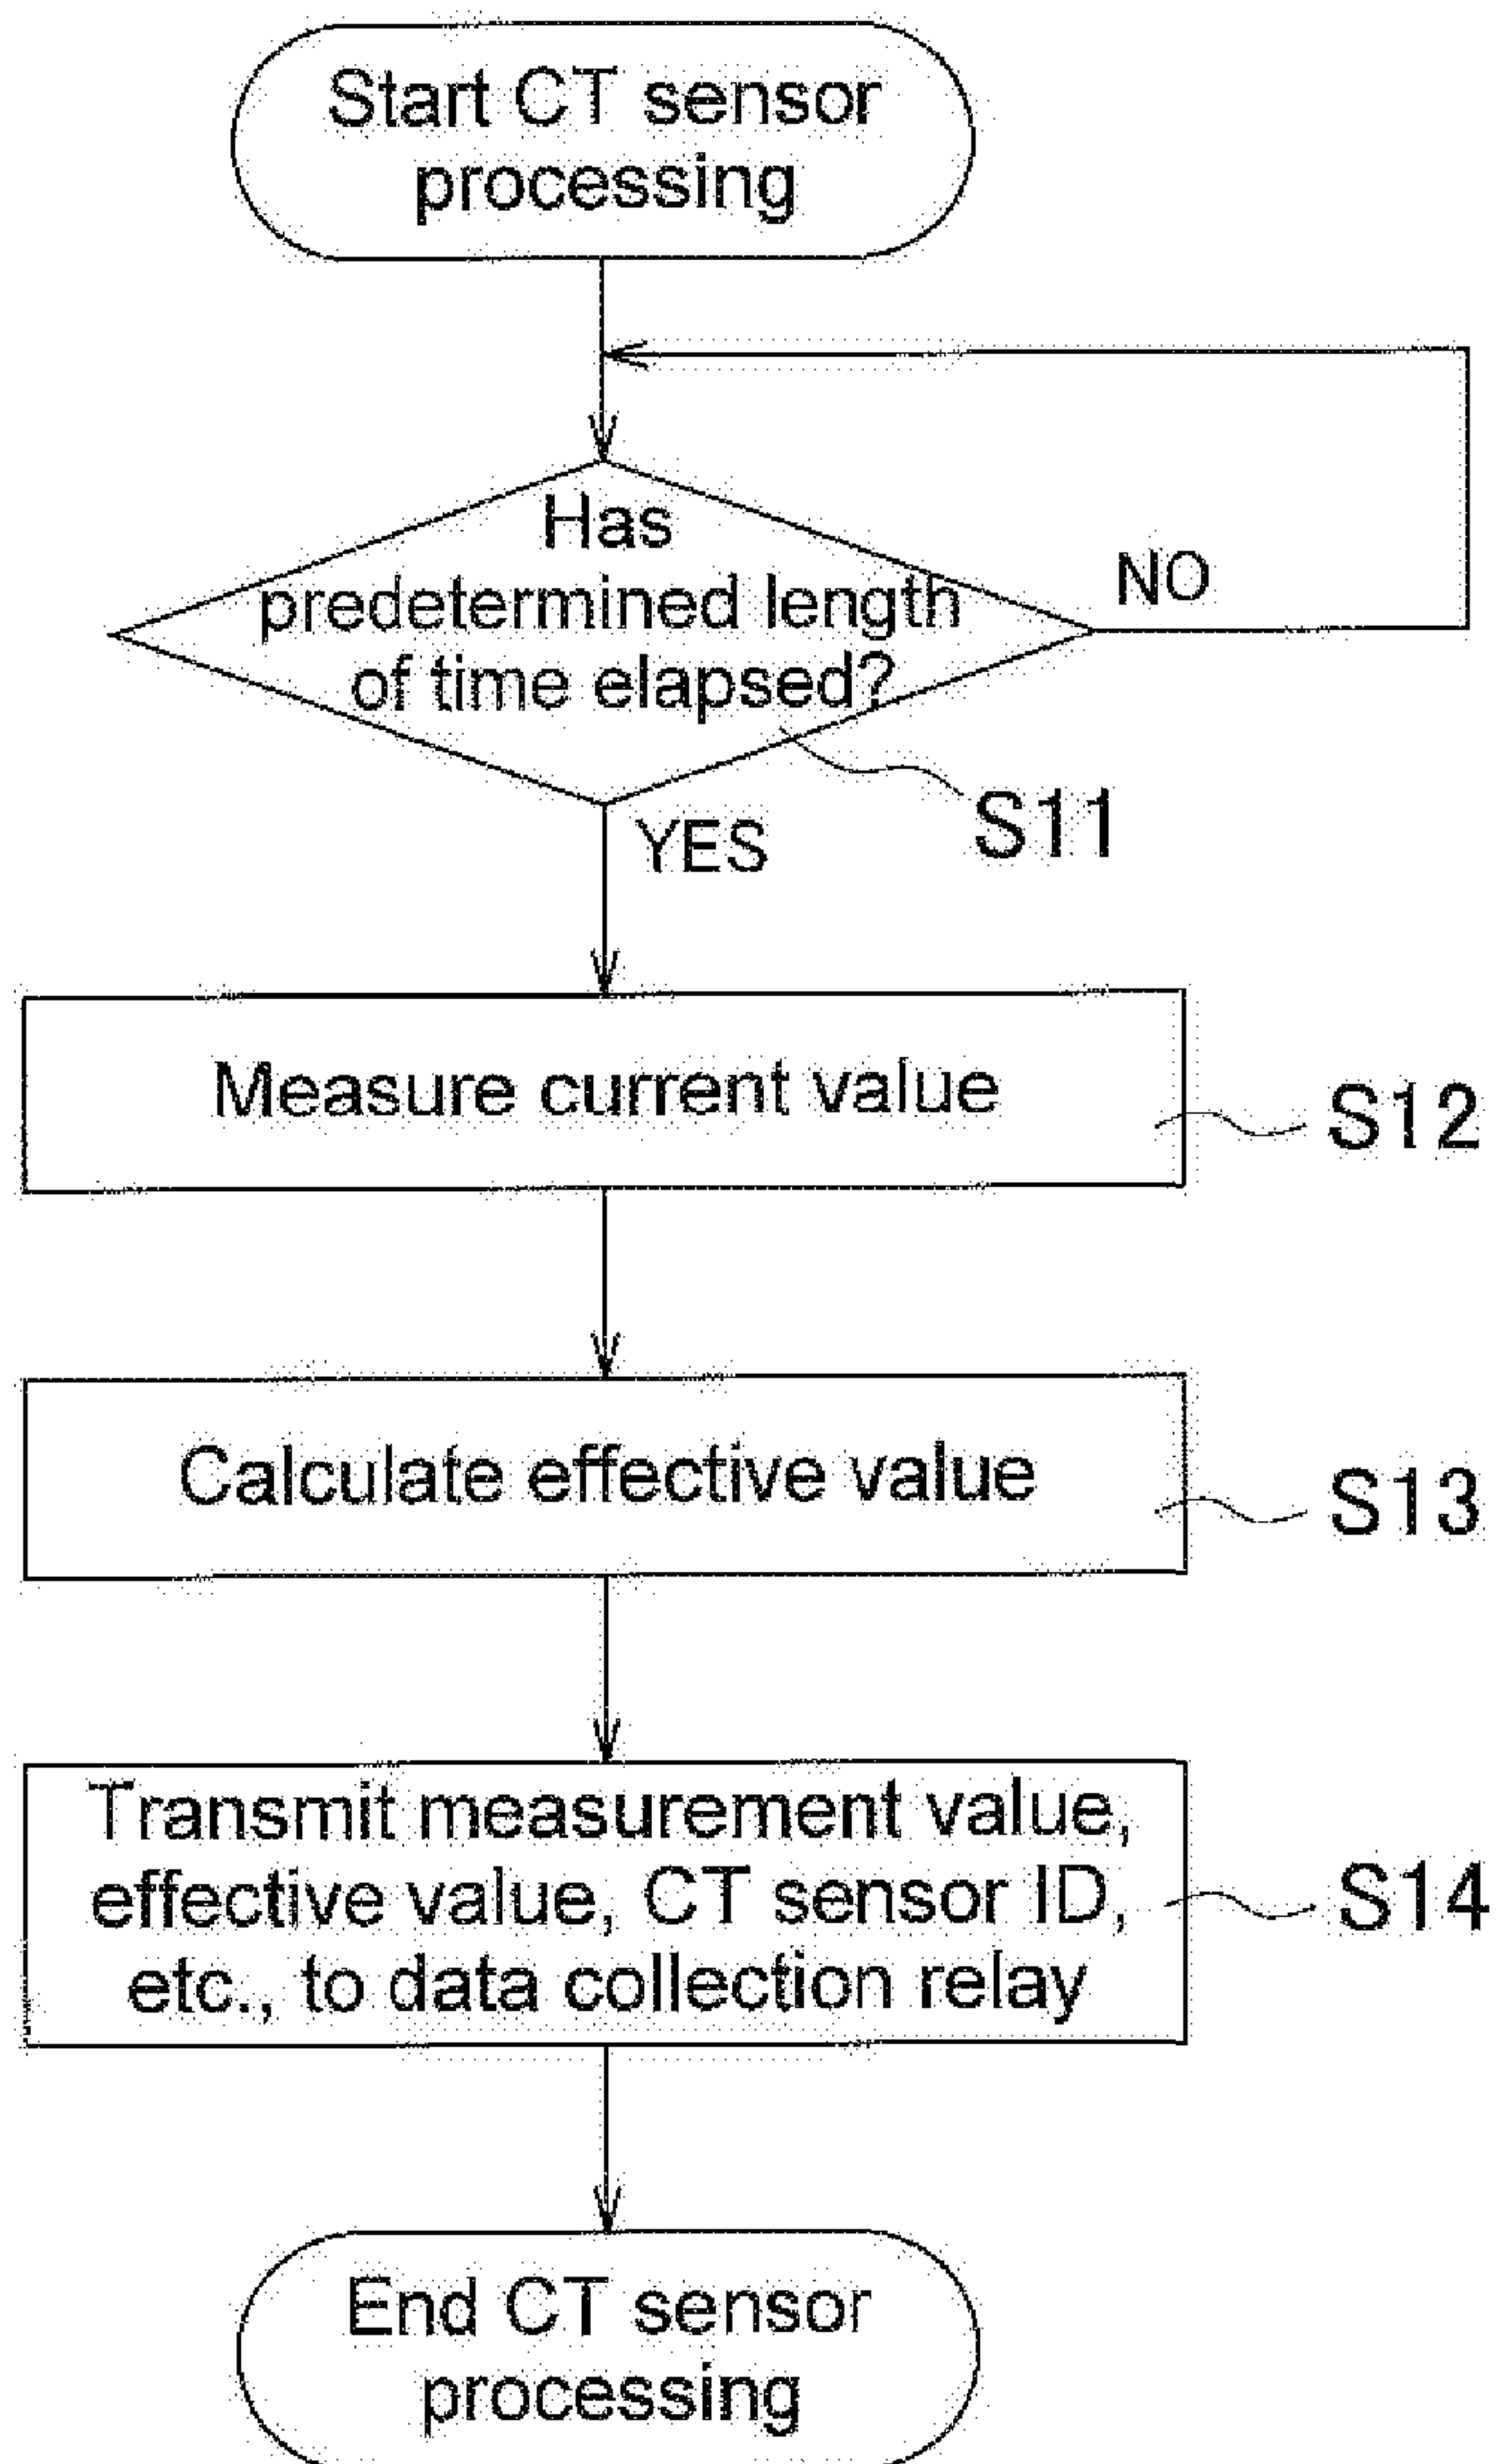 Start CT sensor
processing
Has
predetermined length
of time elapsed?
NO
S11
YES
Measure current value
S12
Calculate effective value
S13
Transmit measurement value,
effective value, CT sensor ID,
etc., to data collection relay
S14
End CT sensor
processing